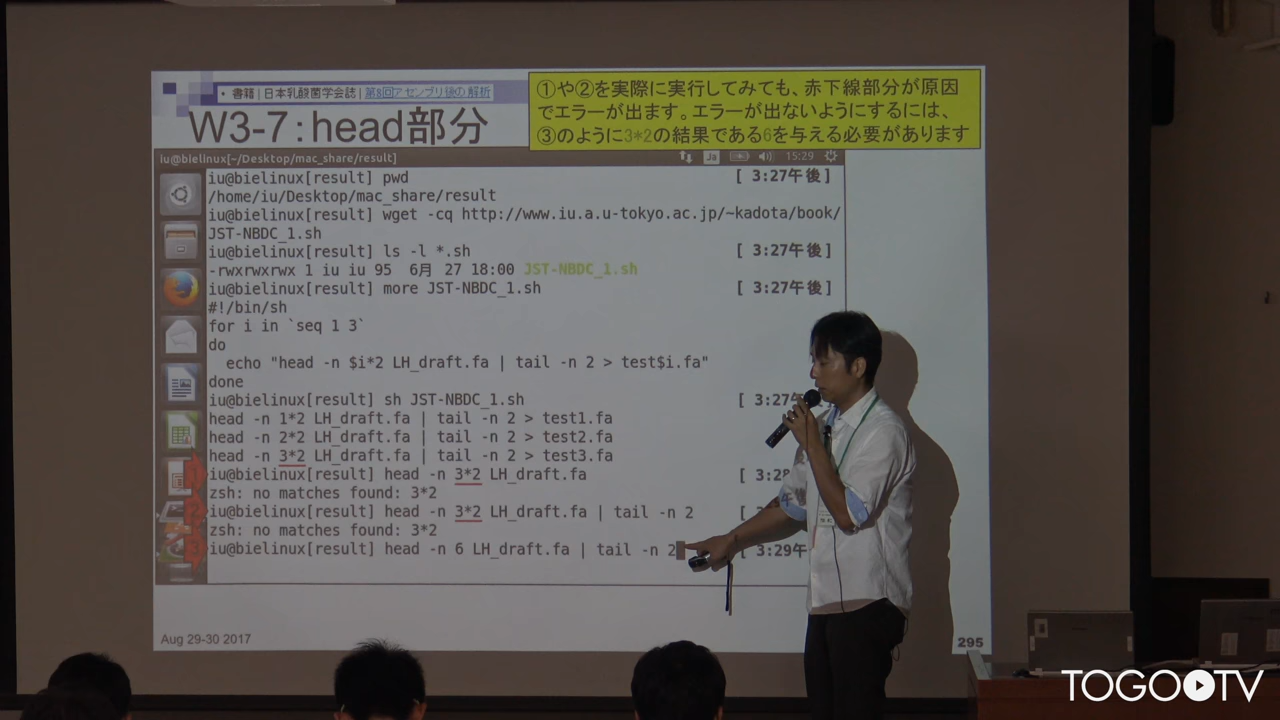 • 書籍 | 日本乳酸菌学会誌 | 第8回アセンブリ後の解析
W3-7:head部分
①や②を実際に実行してみても、赤下線部分が原因
でエラーが出ます。エラーが出ないようにするには、
③のように3*2の結果である6を与える必要があります
iu@bielinux[~/Desktop/mac_share/result]
Ja
15:29
iu@bielinux[result] pwd [ 3:27午後]
/home/iu/Desktop/mac_share/result
iu@bielinux[result] wget -cq http://www.iu.a.u-tokyo.ac.jp/~kadota/book/
JST-NBDC_1.sh
iu@bielinux[result] ls -l *.sh [ 3:27午後]
-rwxrwxrwx 1 iu iu 95 6月 27 18:00 JST-NBDC_1.sh
iu@bielinux[result] more JST-NBDC_1.sh [ 3:27午後]
#!/bin/sh
for i in `seq 1 3`
do
echo "head -n $i*2 LH_draft.fa | tail -n 2 > test$i.fa"
done
iu@bielinux[result] sh JST-NBDC_1.sh [ 3:27午
head -n 1*2 LH_draft.fa | tail -n 2 > test1.fa
head -n 2*2 LH_draft.fa | tail -n 2 > test2.fa
head -n 3*2 LH_draft.fa | tail -n 2 > test3.fa
1 iu@bielinux[result] head -n 3*2 LH_draft.fa [ 3:28
zsh: no matches found: 3*2
2 iu@bielinux[result] head -n 3*2 LH_draft.fa | tail -n 2 [
zsh: no matches found: 3*2
3 iu@bielinux[result] head -n 6 LH_draft.fa | tail -n 2 [ 3:29午
Aug 29-30 2017
295
TOGOTV